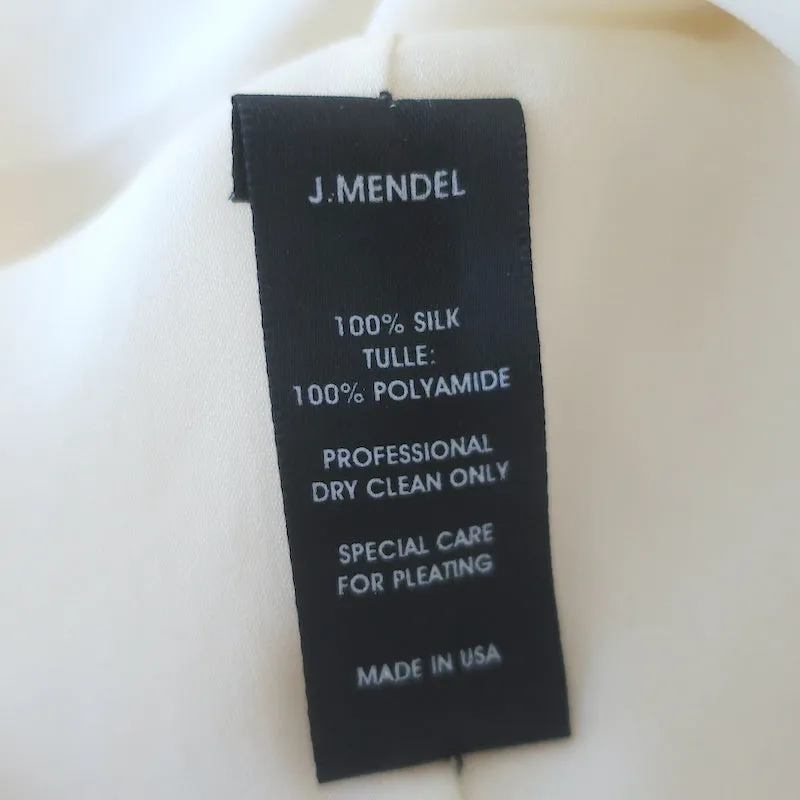 J.MENDEL
100% SILK
TULLE:
100% POLYAMIDE
PROFESSIONAL
DRY CLEAN ONLY
SPECIAL CARE
FOR PLEATING
MADE IN USA